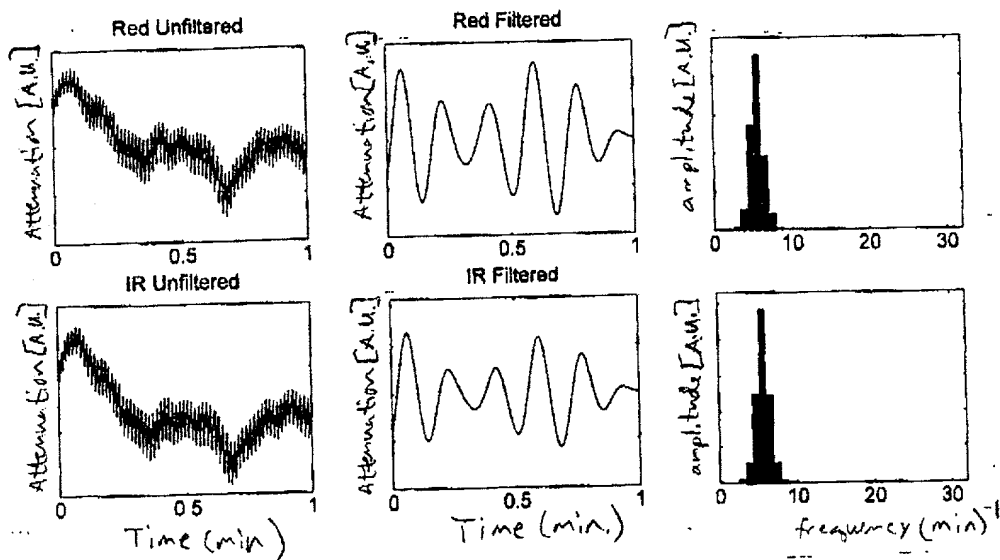 Red Unfiltered
Attenuation [A.U.]
0 0.5 1
Red Filtered
Attenuation [A.U.]
0 0.5 1
amplitude [A.U.]
0 10 20 30
IR Unfiltered
Attenuation [A.U.]
0 0.5 1
Time (min)
IR Filtered
Attenuation [A.U.]
0 0.5 1
Time (min.)
amplitude [A.U.]
0 10 20 30
frequency (min)⁻¹